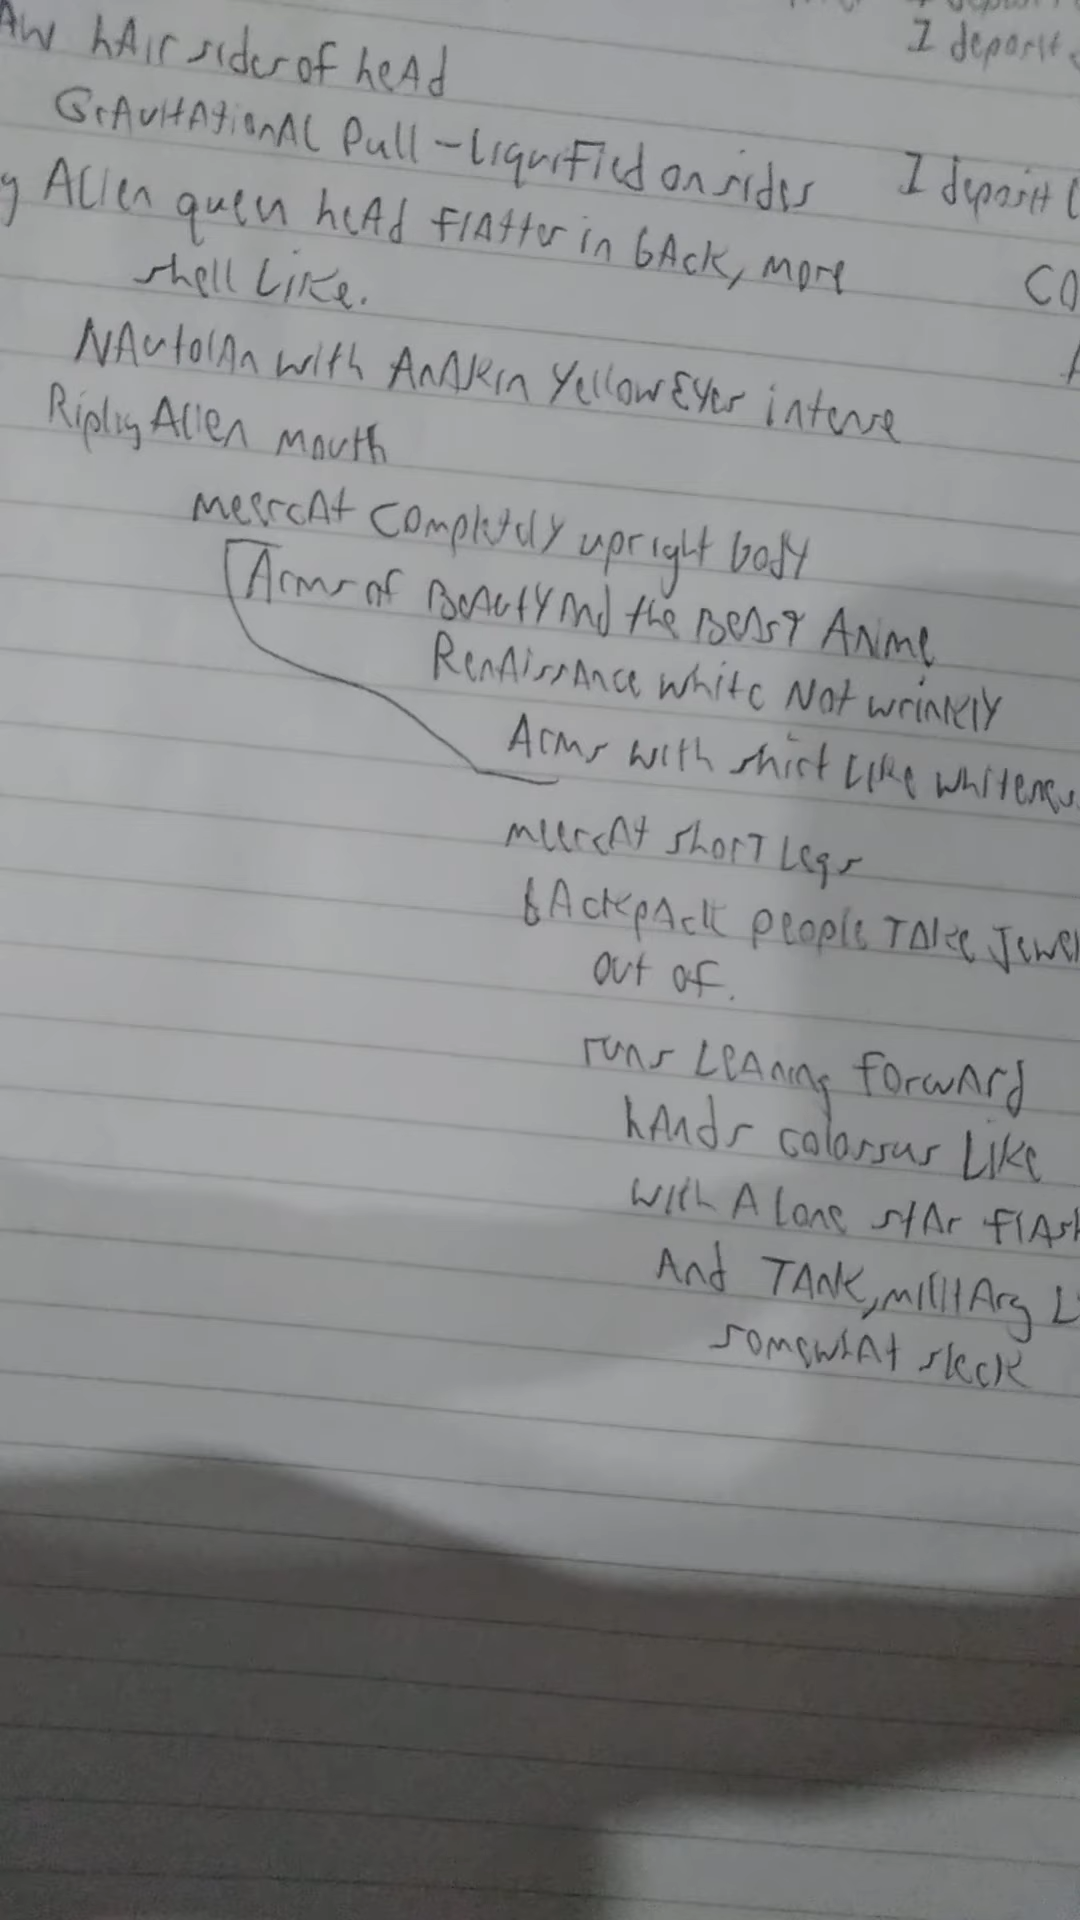 hair sides of head
Gravitational Pull - Liquified on sides
Alien queen head flatter in back, more
shell like.
Nautolan with Anakin Yellow Eyes intense
Ripley Alien mouth
meercat completely upright body
Arms of Beauty and the Beast Anime
Renaissance white Not wrinkly
Arms with shirt like whiteness
meercat short legs
backpack people take Jewel
out of.
runs leaning forward
hands colossus like
with a lone star flash
And TANK, military L
somewhat sleek
I deposit
I deposit
CO